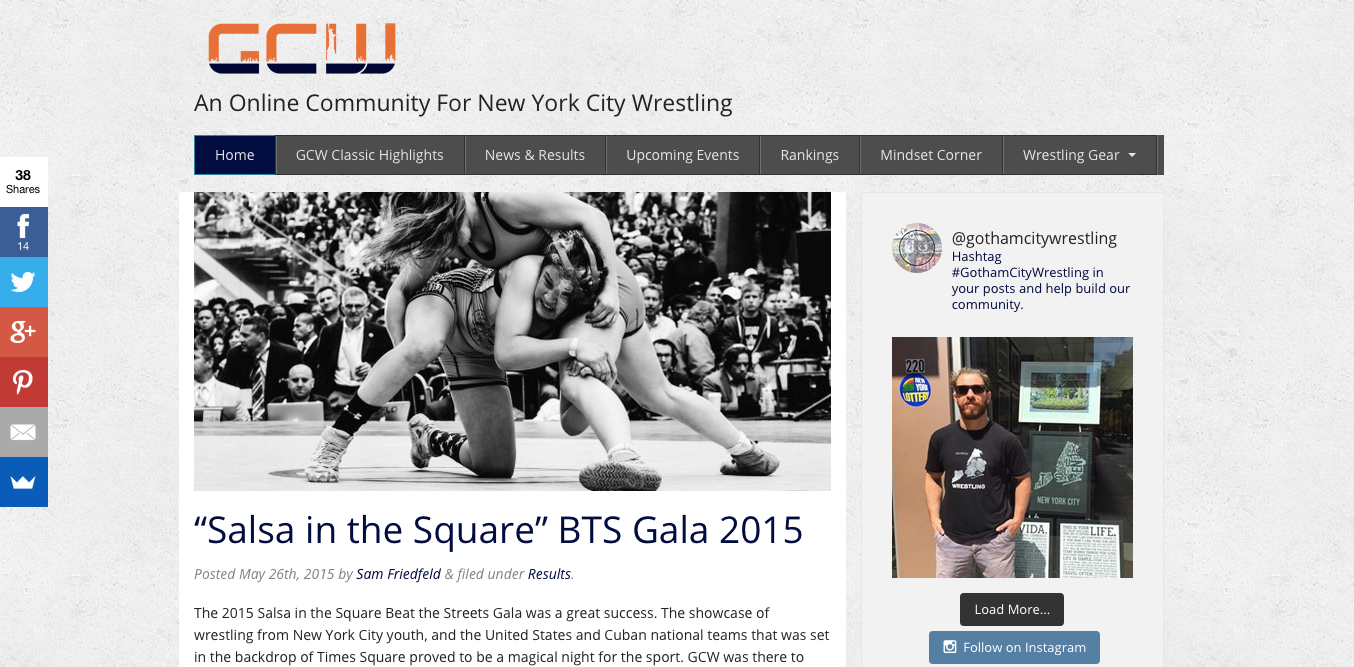 GCW
An Online Community For New York City Wrestling
Home
GCW Classic Highlights
News & Results
Upcoming Events
Rankings
Mindset Corner
Wrestling Gear
38
Shares
14
@gothamcitywrestling
Hashtag
#GothamCityWrestling in
your posts and help build our
community.
220
NEW
YORK
LOTTERY
WRESTLING
NEW YORK CITY
VIDA.
THIS IS YOUR
LIFE.
“Salsa in the Square” BTS Gala 2015
Posted May 26th, 2015 by Sam Friedfeld & filed under Results.
The 2015 Salsa in the Square Beat the Streets Gala was a great success. The showcase of
wrestling from New York City youth, and the United States and Cuban national teams that was set
in the backdrop of Times Square proved to be a magical night for the sport. GCW was there to
Load More...
Follow on Instagram